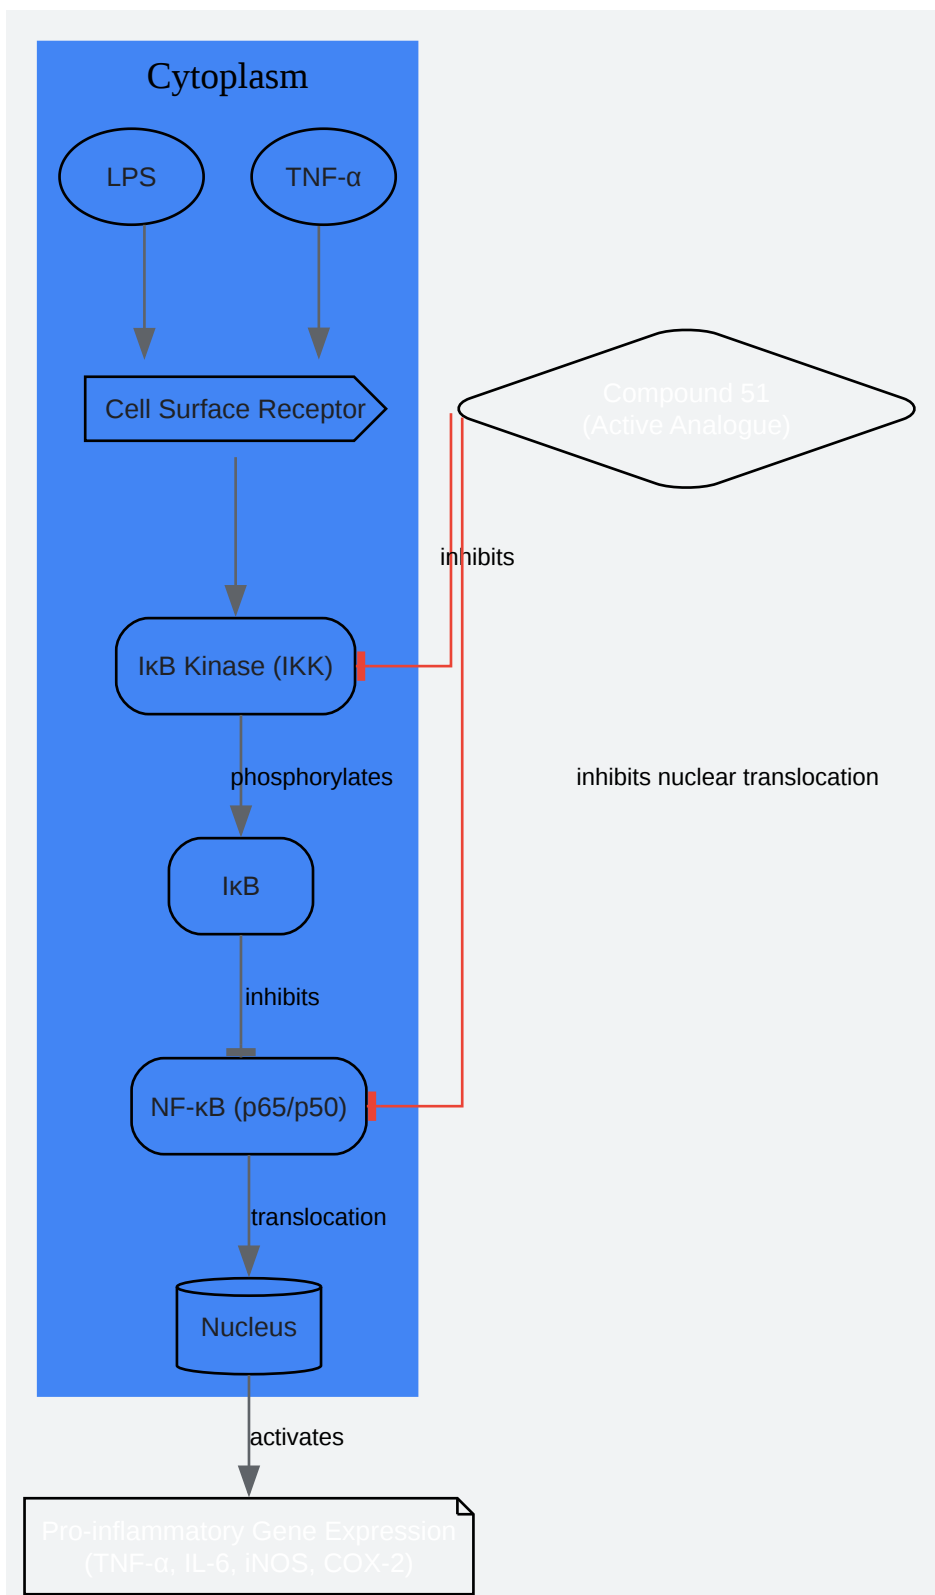 Cytoplasm
LPS
TNF-α
Cell Surface Receptor
Compound 51
(Active Analogue)
inhibits
IκB Kinase (IKK)
phosphorylates
inhibits nuclear translocation
IκB
inhibits
NF-κB (p65/p50)
translocation
Nucleus
activates
Pro-inflammatory Gene Expression
(TNF-α, IL-6, iNOS, COX-2)